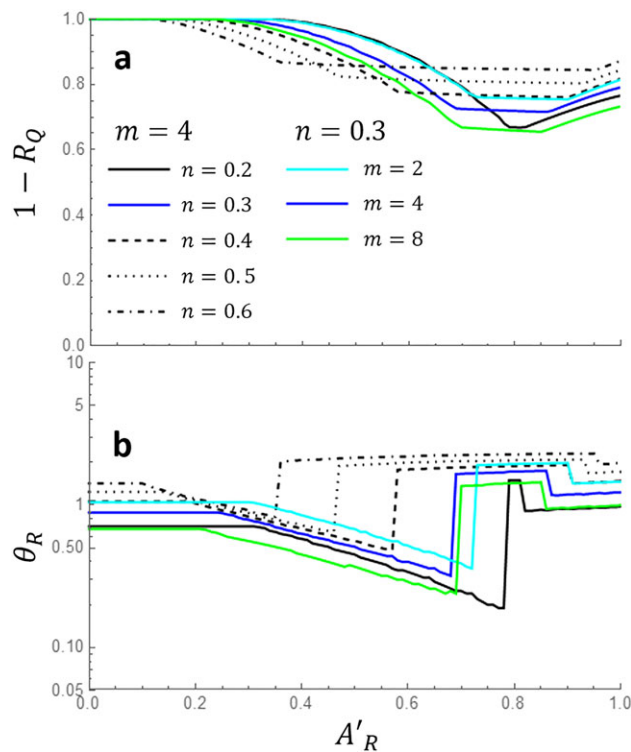 1.0
0.8
0.6
0.4
0.2
0.0
1 − R_Q
a
m = 4 n = 0.3
n = 0.2 m = 2
n = 0.3 m = 4
n = 0.4 m = 8
n = 0.5
n = 0.6
10
5
1
0.50
0.10
0.05
θ_R
b
0.0 0.2 0.4 0.6 0.8 1.0
A′_R